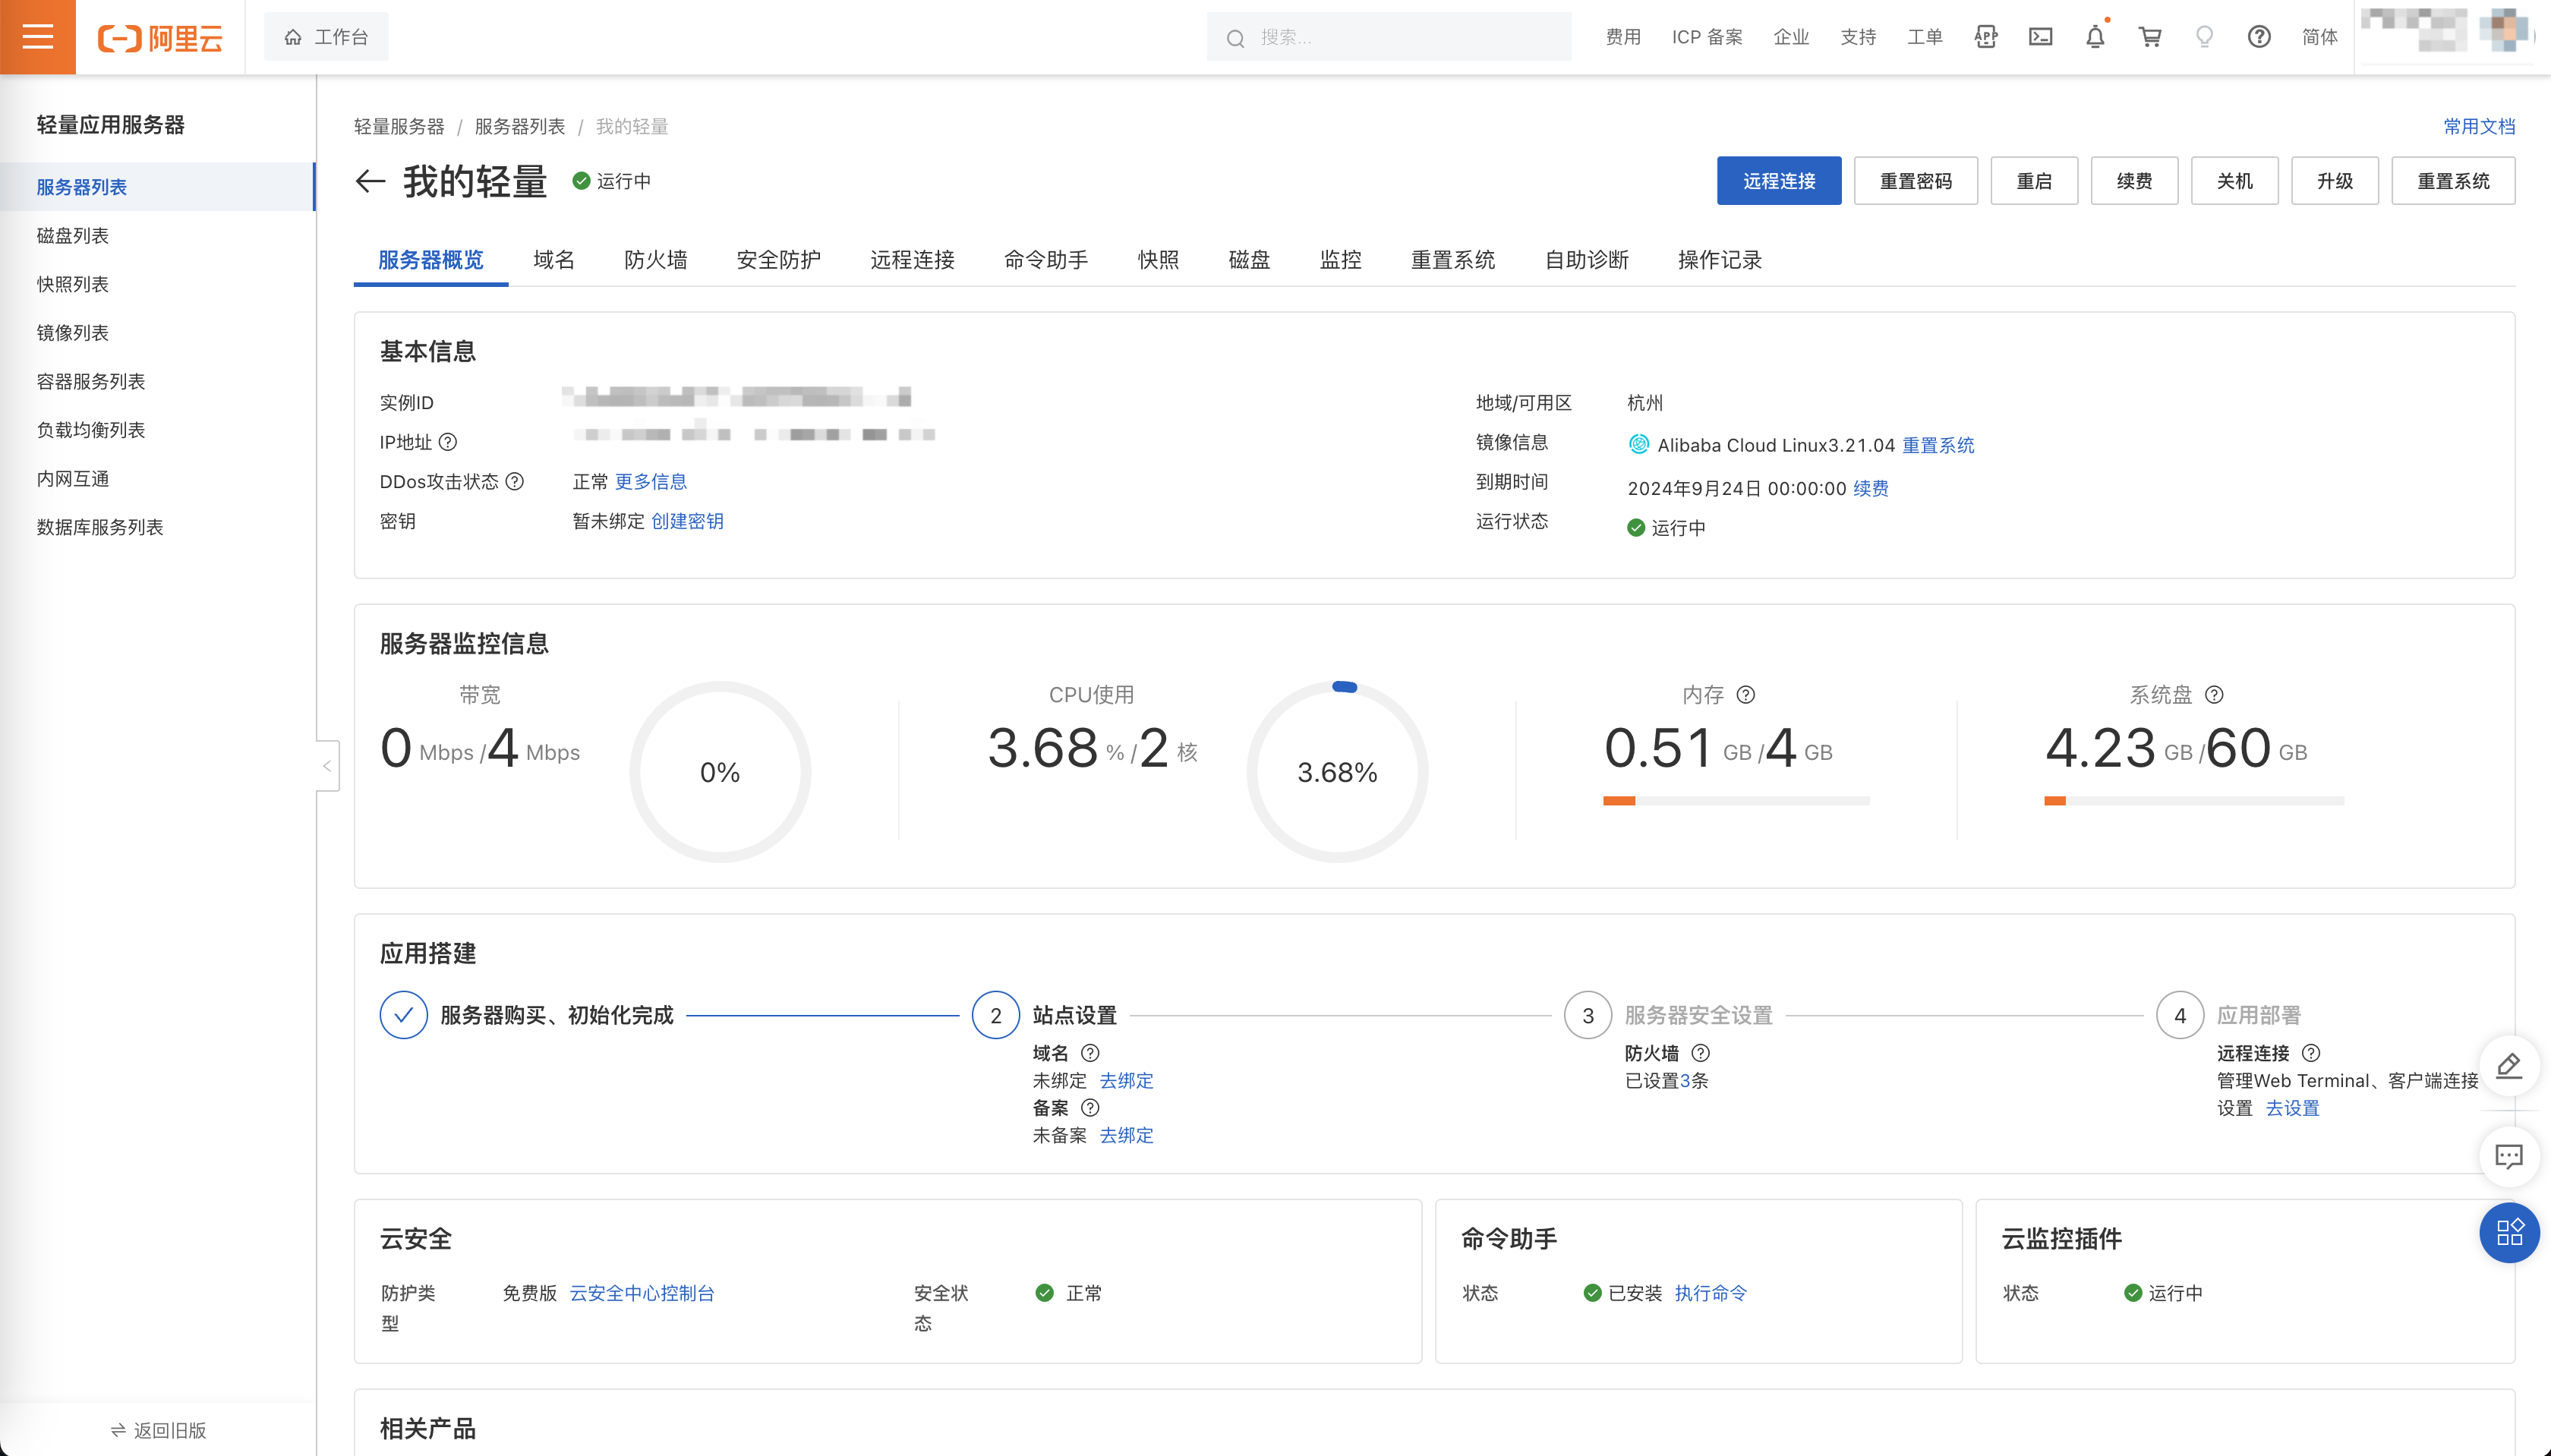 阿里云
工作台
搜索...
费用
ICP 备案
企业
支持
工单
APP
简体
轻量应用服务器
服务器列表
磁盘列表
快照列表
镜像列表
容器服务列表
负载均衡列表
内网互通
数据库服务列表
返回旧版
轻量服务器 / 服务器列表 / 我的轻量
常用文档
我的轻量
运行中
远程连接
重置密码
重启
续费
关机
升级
重置系统
服务器概览
域名
防火墙
安全防护
远程连接
命令助手
快照
磁盘
监控
重置系统
自助诊断
操作记录
基本信息
实例ID
IP地址
DDos攻击状态
正常 更多信息
密钥
暂未绑定 创建密钥
地域/可用区
杭州
镜像信息
Alibaba Cloud Linux3.21.04 重置系统
到期时间
2024年9月24日 00:00:00 续费
运行状态
运行中
服务器监控信息
带宽
0 Mbps /4 Mbps
0%
CPU使用
3.68 % /2 核
3.68%
内存
0.51 GB /4 GB
系统盘
4.23 GB /60 GB
应用搭建
服务器购买、初始化完成
2 站点设置
域名
未绑定 去绑定
备案
未备案 去绑定
3 服务器安全设置
防火墙
已设置3条
4 应用部署
远程连接
管理Web Terminal、客户端连接
设置 去设置
云安全
防护类
型
免费版 云安全中心控制台
安全状
态
正常
命令助手
状态
已安装 执行命令
云监控插件
状态
运行中
相关产品